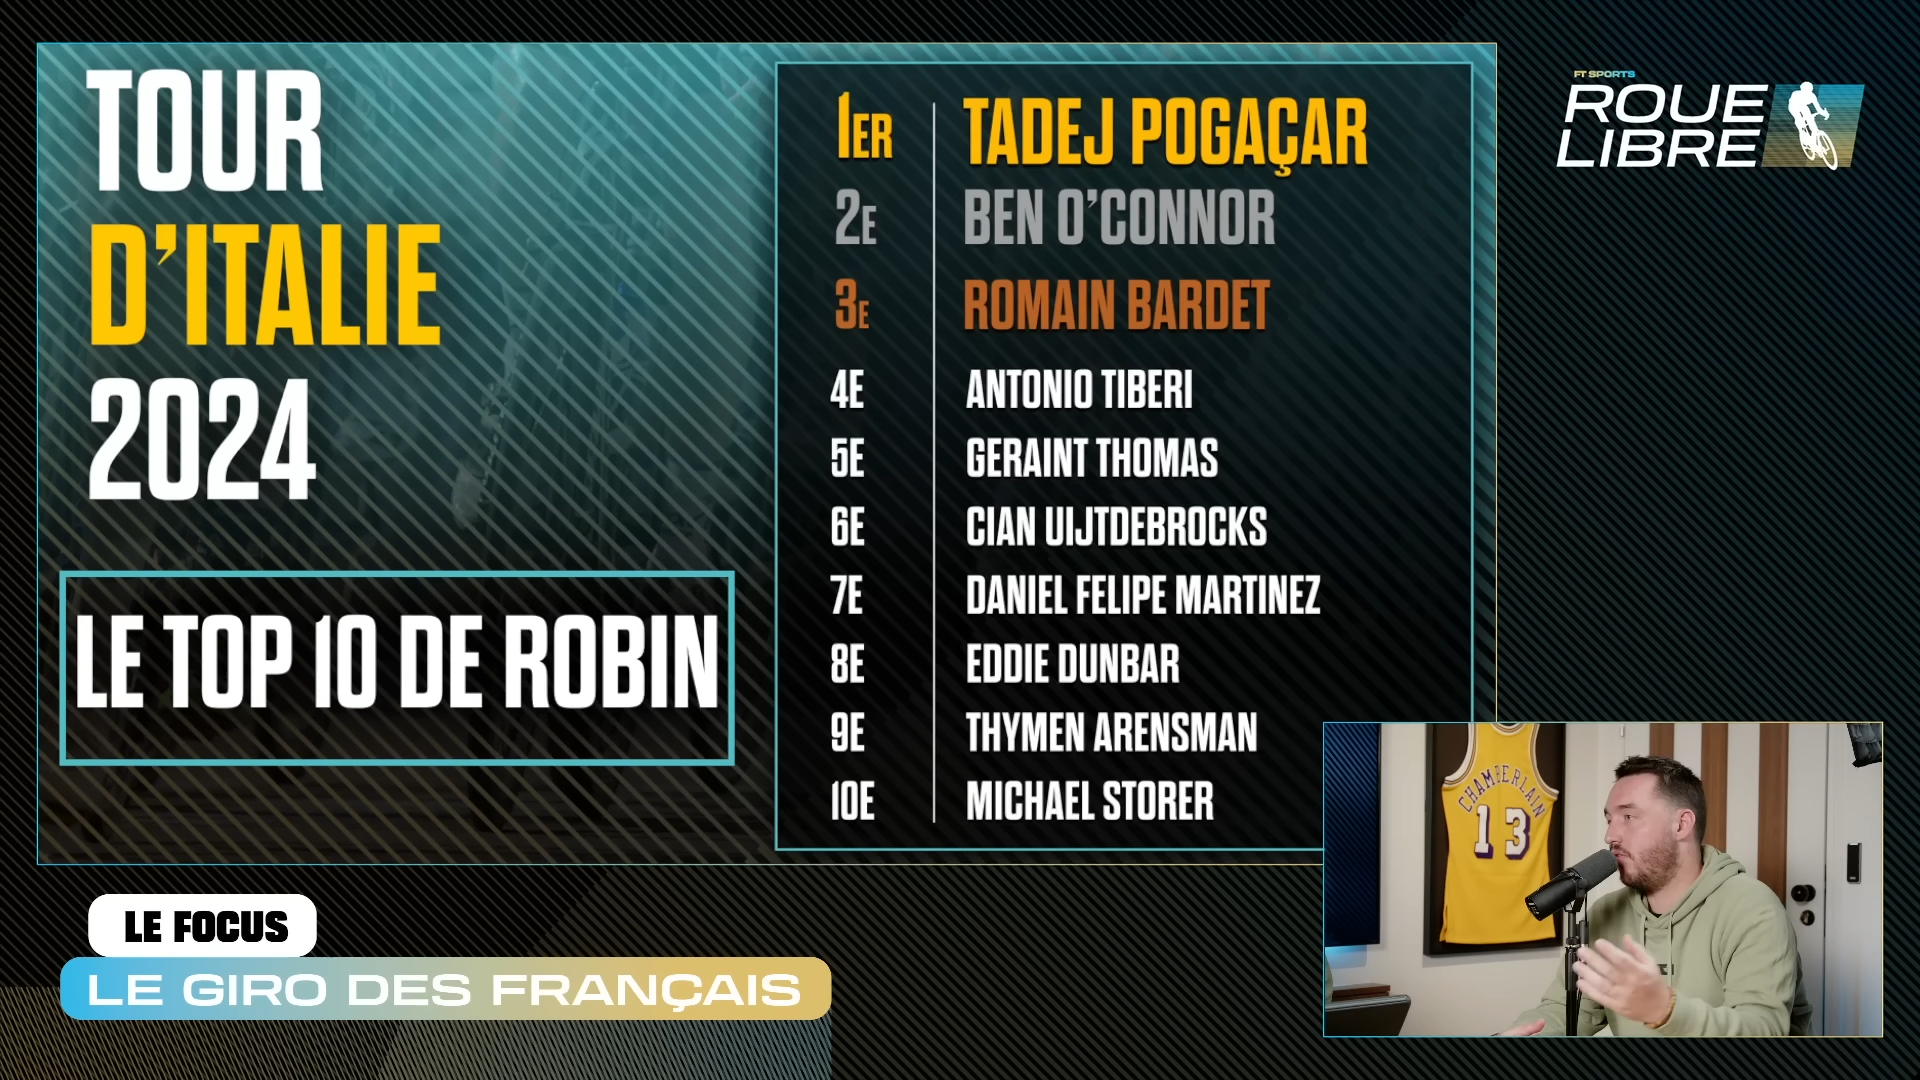 TOUR
D'ITALIE
2024
LE TOP 10 DE ROBIN
1ER TADEJ POGAÇAR
2E BEN O'CONNOR
3E ROMAIN BARDET
4E ANTONIO TIBERI
5E GERAINT THOMAS
6E CIAN UIJTDEBROCKS
7E DANIEL FELIPE MARTINEZ
8E EDDIE DUNBAR
9E THYMEN ARENSMAN
10E MICHAEL STORER
FT SPORTS
ROUE
LIBRE
CHAMBERLAIN
13
LE FOCUS
LE GIRO DES FRANÇAIS